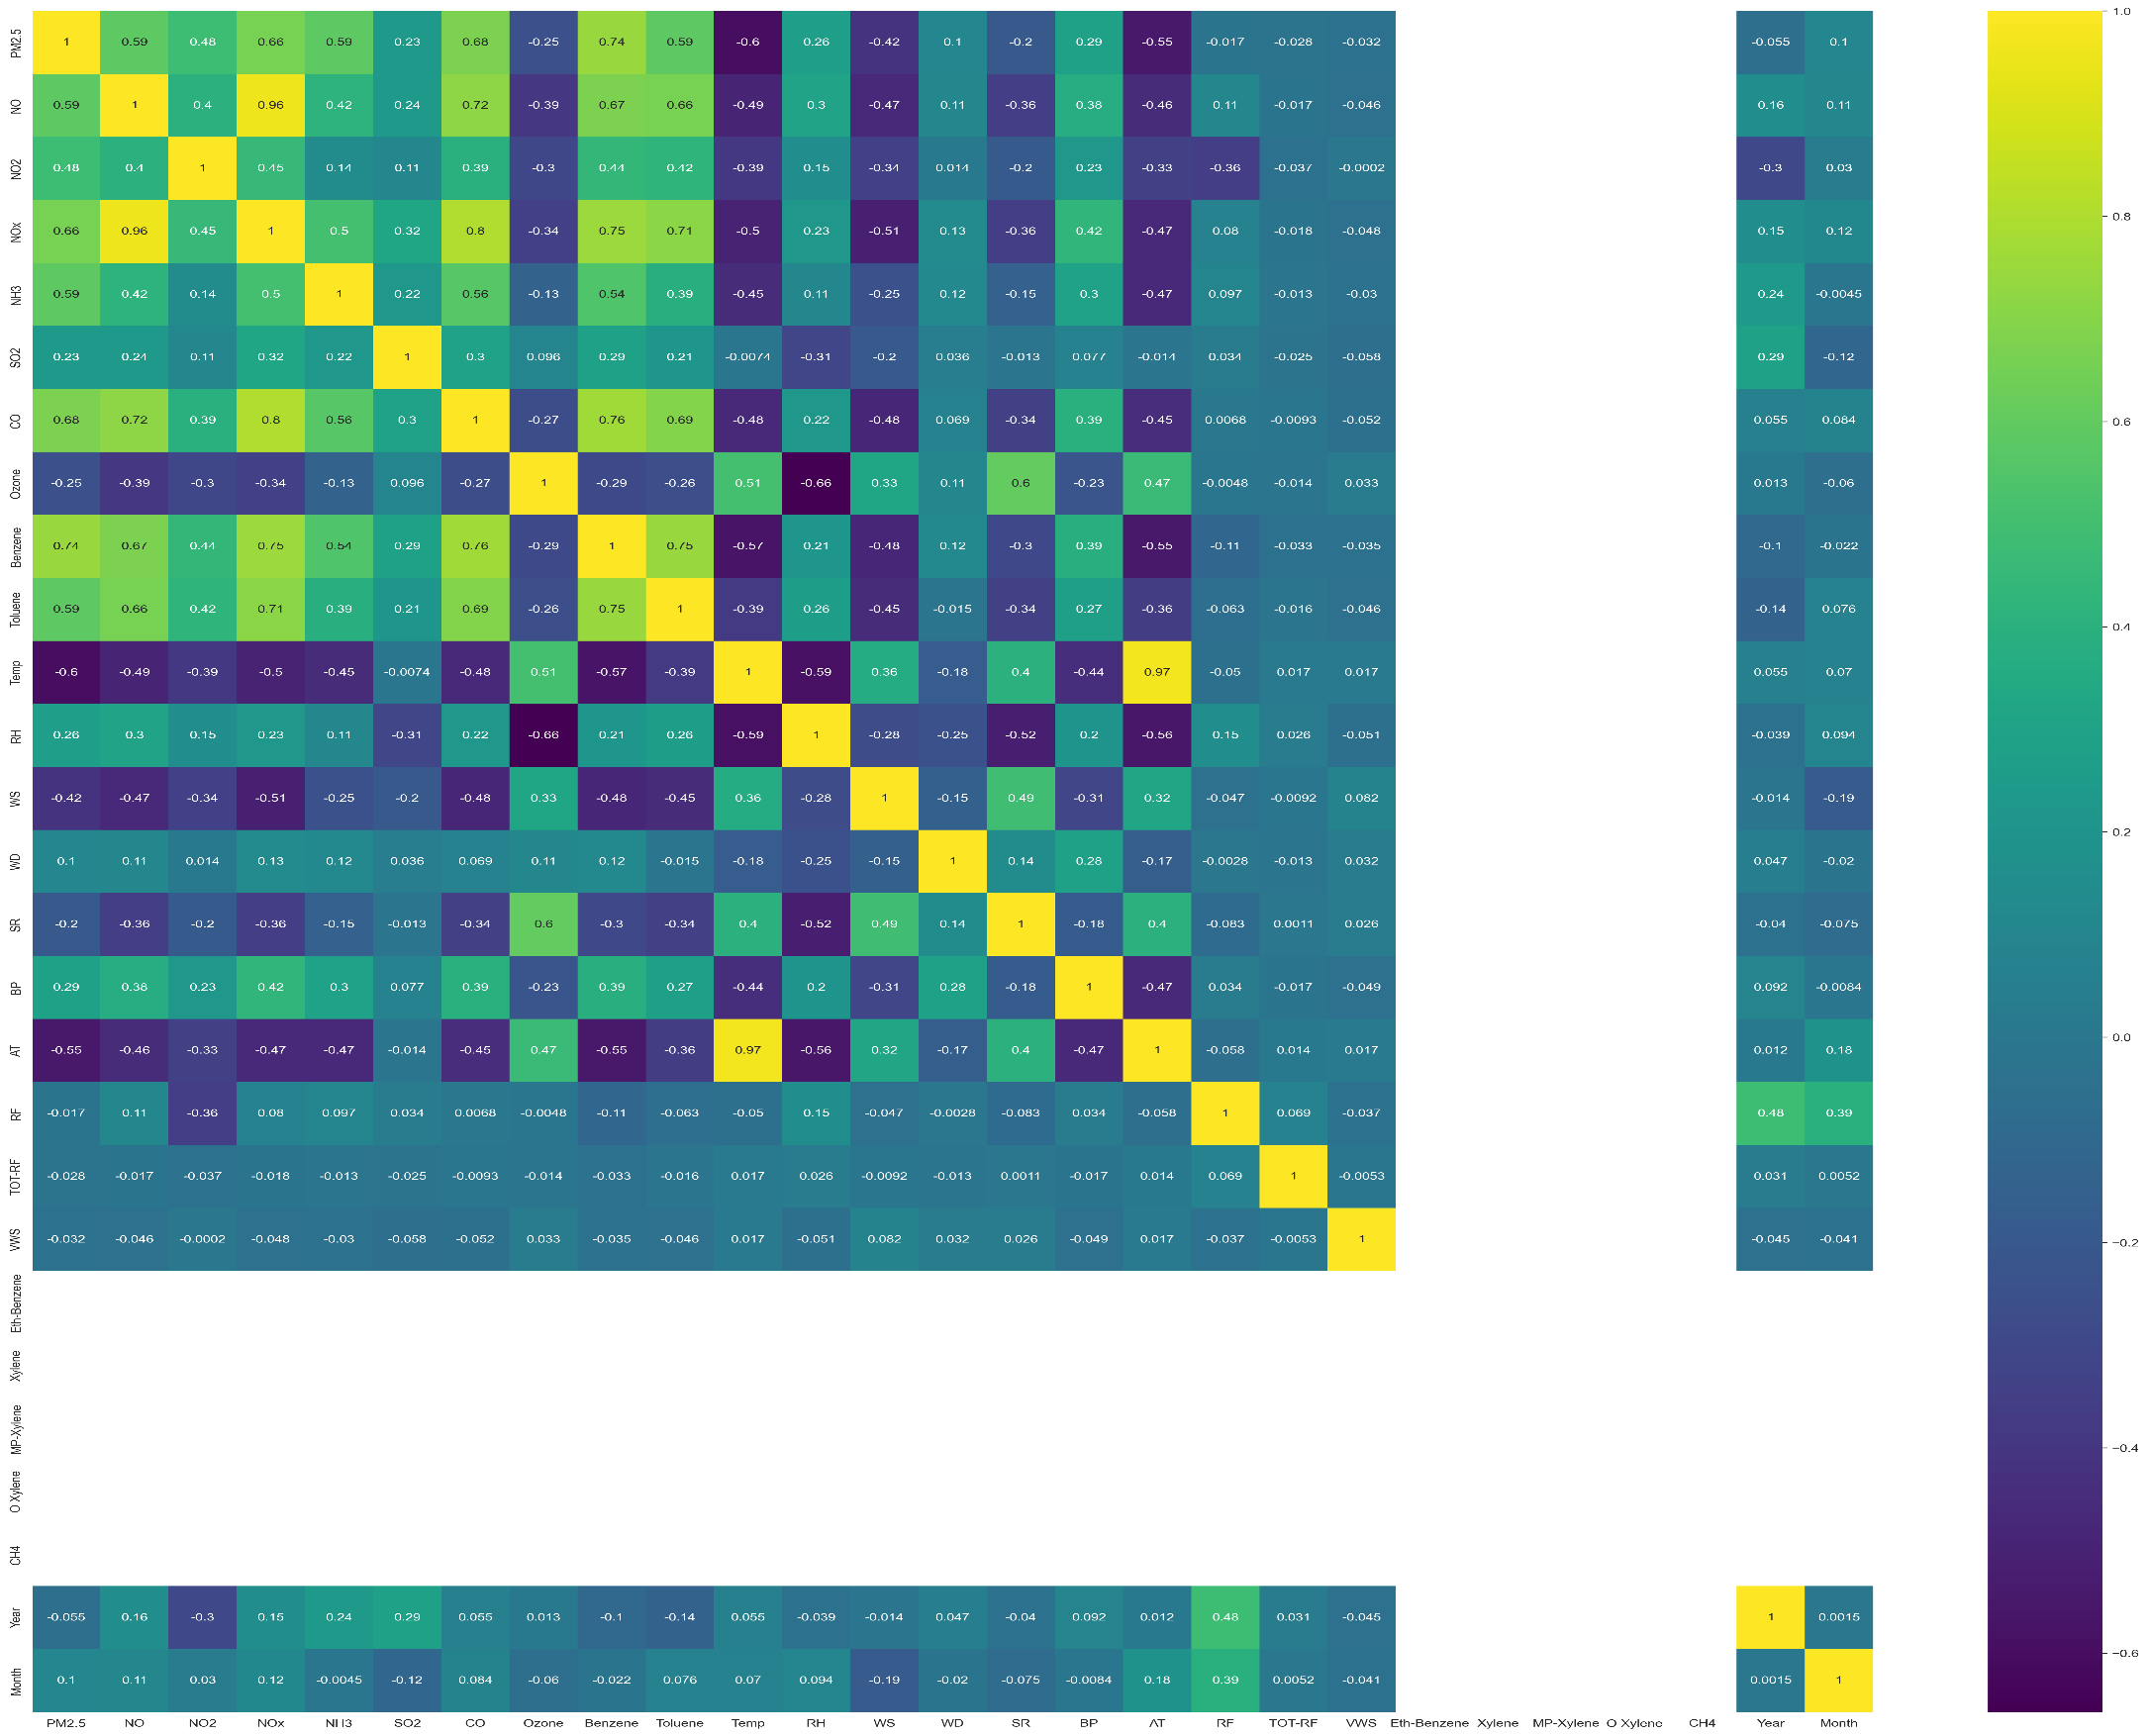 PM2.5 1 0.59 0.48 0.66 0.59 0.23 0.68 -0.25 0.74 0.59 -0.6 0.26 -0.42 0.1 -0.2 0.29 -0.55 -0.017 -0.028 -0.032 -0.055 0.1 1.0
NO 0.59 1 0.4 0.96 0.42 0.24 0.72 -0.39 0.67 0.66 -0.49 0.3 -0.47 0.11 -0.36 0.38 -0.46 0.11 -0.017 -0.046 0.16 0.11
NO2 0.48 0.4 1 0.45 0.14 0.11 0.39 -0.3 0.44 0.42 -0.39 0.15 -0.34 0.014 -0.2 0.23 -0.33 -0.36 -0.037 -0.0002 -0.3 0.03
0.8
NOx 0.66 0.96 0.45 1 0.5 0.32 0.8 -0.34 0.75 0.71 -0.5 0.23 -0.51 0.13 -0.36 0.42 -0.47 0.08 -0.018 -0.048 0.15 0.12
NH3 0.59 0.42 0.14 0.5 1 0.22 0.56 -0.13 0.54 0.39 -0.45 0.11 -0.25 0.12 -0.15 0.3 -0.47 0.097 -0.013 -0.03 0.24 -0.0045
SO2 0.23 0.24 0.11 0.32 0.22 1 0.3 0.096 0.29 0.21 -0.0074 -0.31 -0.2 0.036 -0.013 0.077 -0.014 0.034 -0.025 -0.058 0.29 -0.12
CO 0.68 0.72 0.39 0.8 0.56 0.3 1 -0.27 0.76 0.69 -0.48 0.22 -0.48 0.069 -0.34 0.39 -0.45 0.0068 -0.0093 -0.052 0.055 0.084 0.6
Ozone -0.25 -0.39 -0.3 -0.34 -0.13 0.096 -0.27 1 -0.29 -0.26 0.51 -0.66 0.33 0.11 0.6 -0.23 0.47 -0.0048 -0.014 0.033 0.013 -0.06
Benzene 0.74 0.67 0.44 0.75 0.54 0.29 0.76 -0.29 1 0.75 -0.57 0.21 -0.48 0.12 -0.3 0.39 -0.55 -0.11 -0.033 -0.035 -0.1 -0.022
Toluene 0.59 0.66 0.42 0.71 0.39 0.21 0.69 -0.26 0.75 1 -0.39 0.26 -0.45 -0.015 -0.34 0.27 -0.36 -0.063 -0.016 -0.046 -0.14 0.076 0.4
Temp -0.6 -0.49 -0.39 -0.5 -0.45 -0.0074 -0.48 0.51 -0.57 -0.39 1 -0.59 0.36 -0.18 0.4 -0.44 0.97 -0.05 0.017 0.017 0.055 0.07
RH 0.26 0.3 0.15 0.23 0.11 -0.31 0.22 -0.66 0.21 0.26 -0.59 1 -0.28 -0.25 -0.52 0.2 -0.56 0.15 0.026 -0.051 -0.039 0.094
WS -0.42 -0.47 -0.34 -0.51 -0.25 -0.2 -0.48 0.33 -0.48 -0.45 0.36 -0.28 1 -0.15 0.49 -0.31 0.32 -0.047 -0.0092 0.082 -0.014 -0.19
0.2
WD 0.1 0.11 0.014 0.13 0.12 0.036 0.069 0.11 0.12 -0.015 -0.18 -0.25 -0.15 1 0.14 0.28 -0.17 -0.0028 -0.013 0.032 0.047 -0.02
SR -0.2 -0.36 -0.2 -0.36 -0.15 -0.013 -0.34 0.6 -0.3 -0.34 0.4 -0.52 0.49 0.14 1 -0.18 0.4 -0.083 0.0011 0.026 -0.04 -0.075
BP 0.29 0.38 0.23 0.42 0.3 0.077 0.39 -0.23 0.39 0.27 -0.44 0.2 -0.31 0.28 -0.18 1 -0.47 0.034 -0.017 -0.049 0.092 -0.0084
AT -0.55 -0.46 -0.33 -0.47 -0.47 -0.014 -0.45 0.47 -0.55 -0.36 0.97 -0.56 0.32 -0.17 0.4 -0.47 1 -0.058 0.014 0.017 0.012 0.18 0.0
RF -0.017 0.11 -0.36 0.08 0.097 0.034 0.0068 -0.0048 -0.11 -0.063 -0.05 0.15 -0.047 -0.0028 -0.083 0.034 -0.058 1 0.069 -0.037 0.48 0.39
TOT-RF -0.028 -0.017 -0.037 -0.018 -0.013 -0.025 -0.0093 -0.014 -0.033 -0.016 0.017 0.026 -0.0092 -0.013 0.0011 -0.017 0.014 0.069 1 -0.0053 0.031 0.0052
VWS -0.032 -0.046 -0.0002 -0.048 -0.03 -0.058 -0.052 0.033 -0.035 -0.046 0.017 -0.051 0.082 0.032 0.026 -0.049 0.017 -0.037 -0.0053 1 -0.045 -0.041 −0.2
Eth-Benzene
Xylene
MP-Xylene
−0.4
O Xylene
CH4
Year -0.055 0.16 -0.3 0.15 0.24 0.29 0.055 0.013 -0.1 -0.14 0.055 -0.039 -0.014 0.047 -0.04 0.092 0.012 0.48 0.031 -0.045 1 0.0015
−0.6
Month 0.1 0.11 0.03 0.12 -0.0045 -0.12 0.084 -0.06 -0.022 0.076 0.07 0.094 -0.19 -0.02 -0.075 -0.0084 0.18 0.39 0.0052 -0.041 0.0015 1
PM2.5 NO NO2 NOx NH3 SO2 CO Ozone Benzene Toluene Temp RH WS WD SR BP AT RF TOT-RF VWS Eth-Benzene Xylene MP-Xylene O Xylene CH4 Year Month